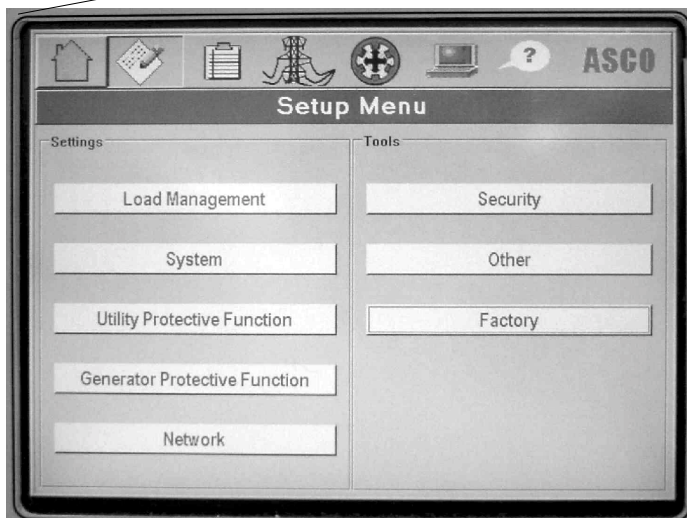 ?
ASCO
Setup Menu
Settings
Load Management
System
Utility Protective Function
Generator Protective Function
Network
Tools
Security
Other
Factory